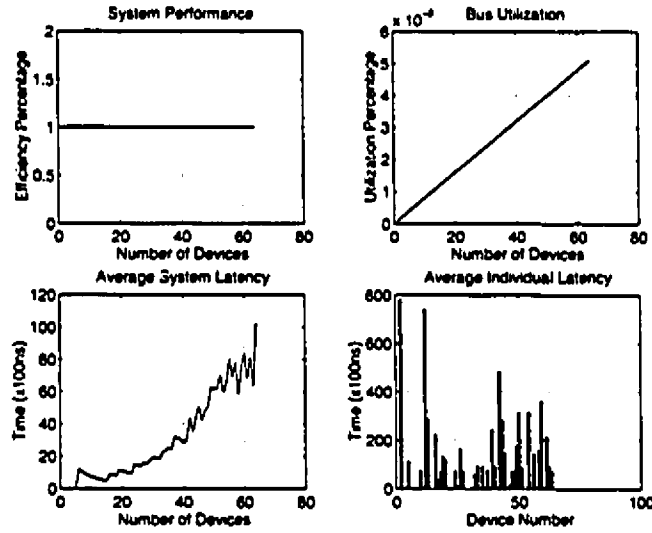 System Performance
Efficiency Percentage
2
1.5
1
0.5
0
0 20 40 60 80
Number of Devices
Bus Utilization
Utilization Percentage
6
5
4
3
2
1
0
0 20 40 60 80
Number of Devices
Average System Latency
Time (x100ns)
120
100
80
60
40
20
0
0 20 40 60 80
Number of Devices
Average Individual Latency
Time (x100ns)
800
600
400
200
0
0 50 100
Device Number